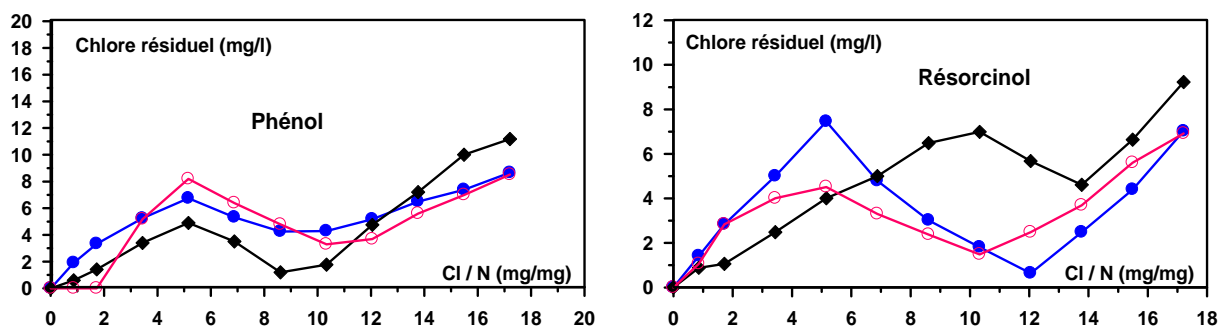 Chlore résiduel (mg/l)
Phénol
Cl / N (mg/mg)
20
18
16
14
12
10
8
6
4
2
0
0 2 4 6 8 10 12 14 16 18 20
Chlore résiduel (mg/l)
Résorcinol
Cl / N (mg/mg)
12
10
8
6
4
2
0
0 2 4 6 8 10 12 14 16 18